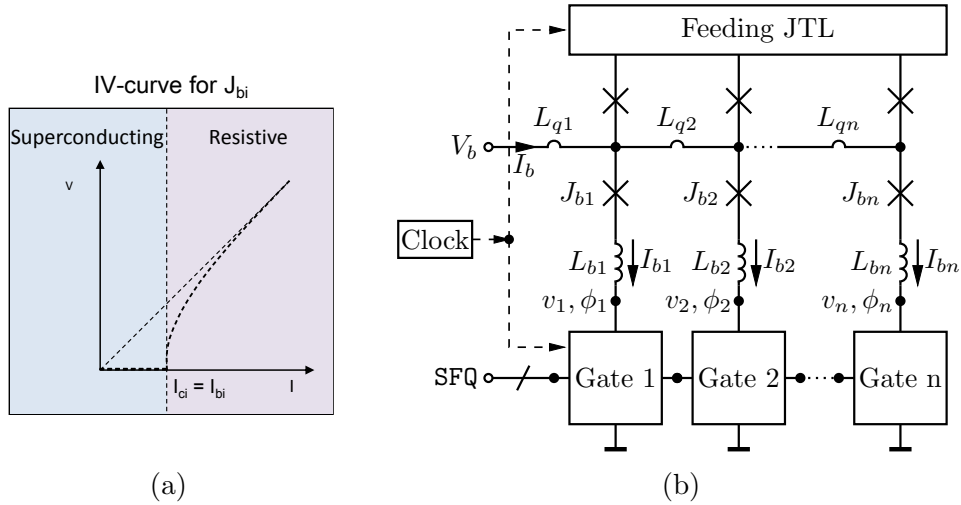 IV-curve for J_bi
Superconducting Resistive
V
I_ci = I_bi I
(a)
Feeding JTL
L_q1 L_q2 L_qn
V_b
I_b
J_b1 J_b2 J_bn
Clock
L_b1 I_b1 L_b2 I_b2 L_bn I_bn
v_1, ϕ_1 v_2, ϕ_2 v_n, ϕ_n
SFQ Gate 1 Gate 2 Gate n
(b)